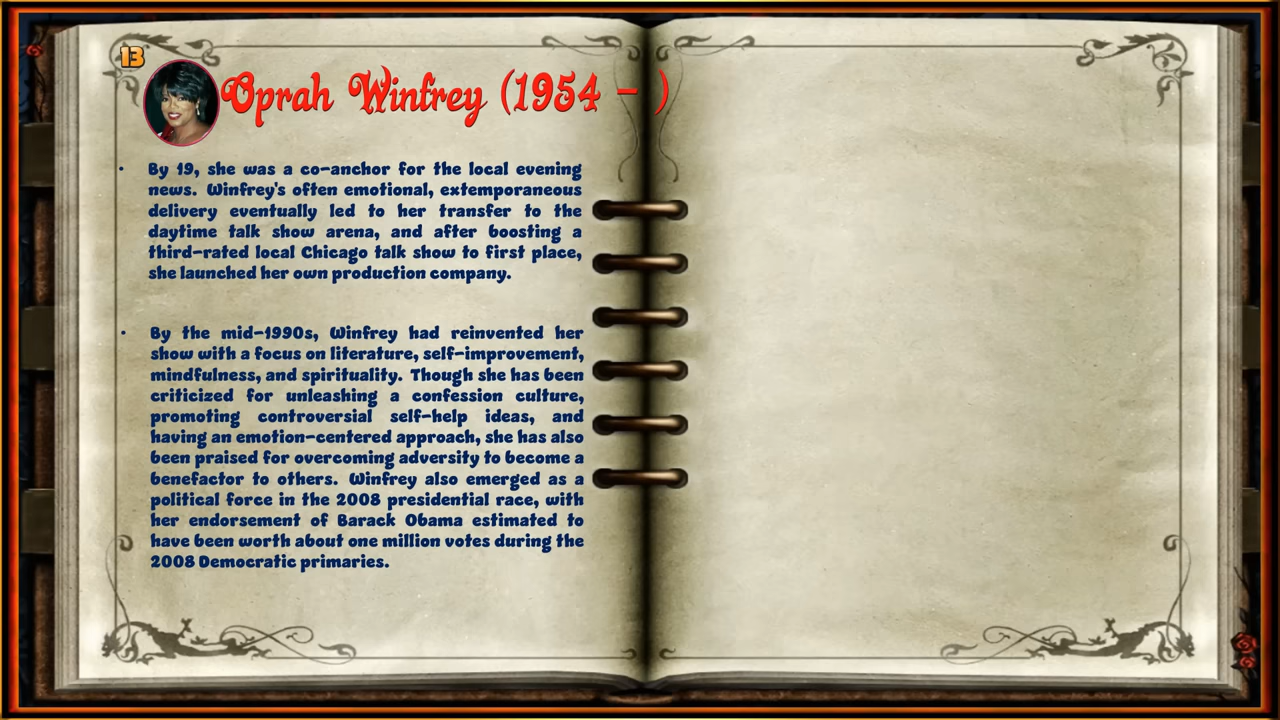 13
Oprah Winfrey (1954 - )
• By 19, she was a co-anchor for the local evening
news. Winfrey's often emotional, extemporaneous
delivery eventually led to her transfer to the
daytime talk show arena, and after boosting a
third-rated local Chicago talk show to first place,
she launched her own production company.
• By the mid-1990s, Winfrey had reinvented her
show with a focus on literature, self-improvement,
mindfulness, and spirituality. Though she has been
criticized for unleashing a confession culture,
promoting controversial self-help ideas, and
having an emotion-centered approach, she has also
been praised for overcoming adversity to become a
benefactor to others. Winfrey also emerged as a
political force in the 2008 presidential race, with
her endorsement of Barack Obama estimated to
have been worth about one million votes during the
2008 Democratic primaries.